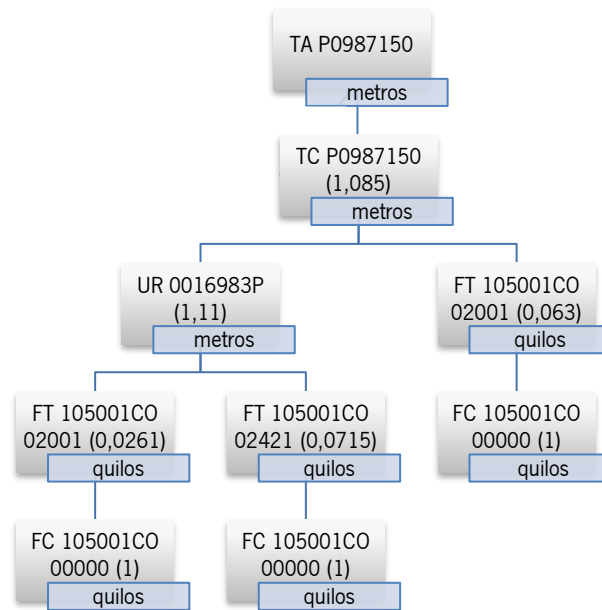 TA P0987150
metros
TC P0987150
(1,085)
metros
UR 0016983P
(1,11)
metros
FT 105001CO
02001 (0,063)
quilos
FT 105001CO
02001 (0,0261)
quilos
FT 105001CO
02421 (0,0715)
quilos
FC 105001CO
00000 (1)
quilos
FC 105001CO
00000 (1)
quilos
FC 105001CO
00000 (1)
quilos